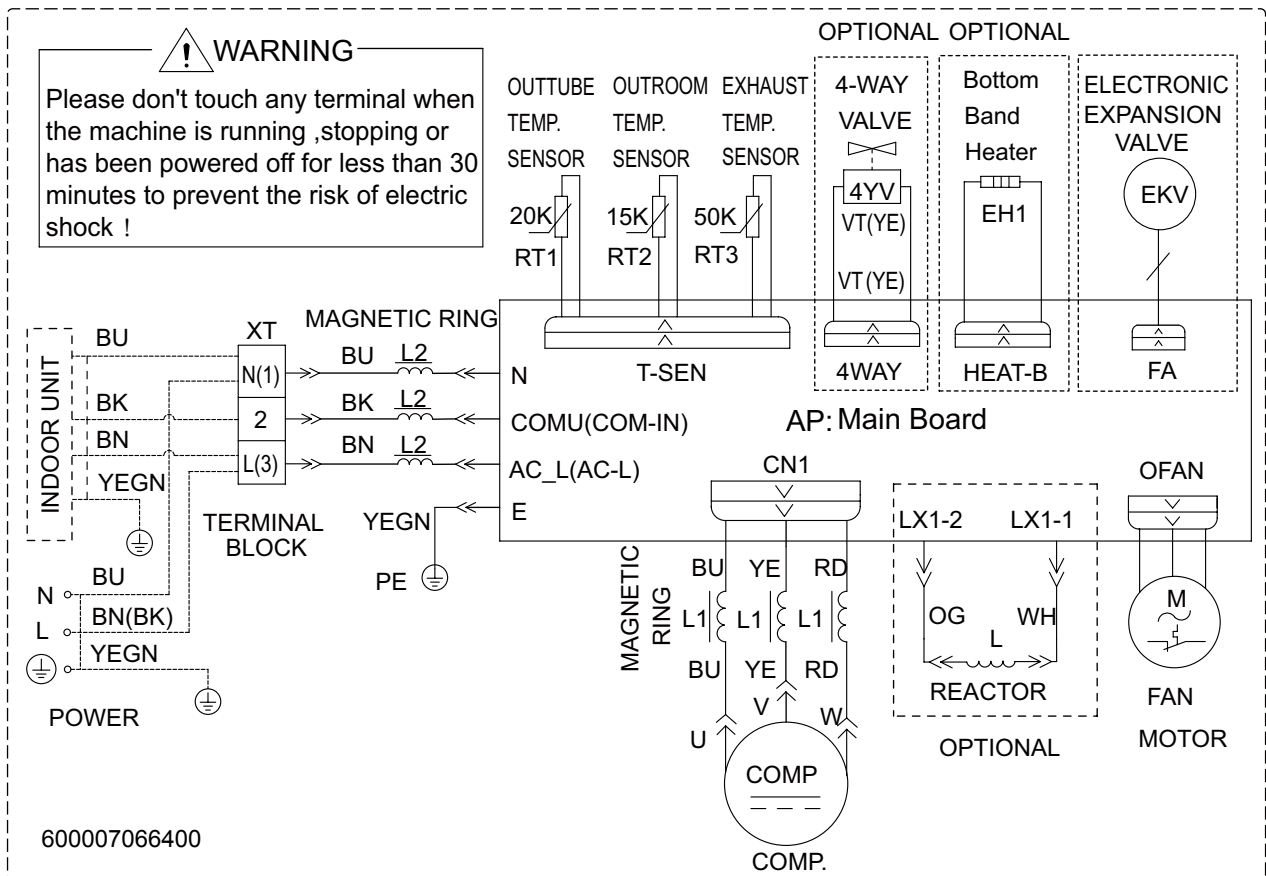 WARNING
Please don't touch any terminal when
the machine is running ,stopping or
has been powered off for less than 30
minutes to prevent the risk of electric
shock !
OUTTUBE
TEMP.
SENSOR
20K
RT1
OUTROOM
TEMP.
SENSOR
15K
RT2
EXHAUST
TEMP.
SENSOR
50K
RT3
T-SEN
OPTIONAL
4-WAY
VALVE
4YV
VT(YE)
VT(YE)
4WAY
OPTIONAL
Bottom
Band
Heater
EH1
HEAT-B
ELECTRONIC
EXPANSION
VALVE
EKV
FA
INDOOR UNIT
BU
BK
BN
YEGN
XT
N(1)
2
L(3)
TERMINAL
BLOCK
MAGNETIC RING
BU
L2
N
BK
L2
COMU(COM-IN)
BN
L2
AC_L(AC-L)
YEGN
E
PE
AP: Main Board
N
BU
L
BN(BK)
YEGN
POWER
CN1
MAGNETIC
RING
BU
YE
RD
L1
L1
L1
BU
YE
RD
U
V
W
COMP
COMP.
LX1-2
LX1-1
OG
WH
L
REACTOR
OPTIONAL
OFAN
M
FAN
MOTOR
600007066400